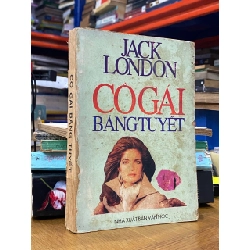 JACK
LONDON
CÔ GÁI
BĂNG TUYẾT
NHÀ XUẤT BẢN VĂN HỌC
CÔ GÁI BĂNG TUYẾT